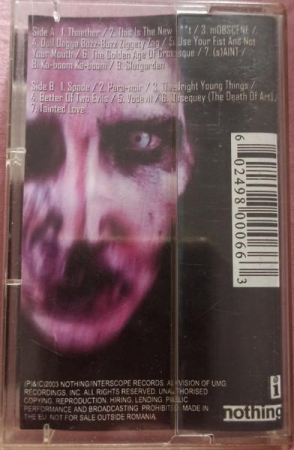 Side A 1. Thaeter / 2. This Is The New **t / 3. mOBSCENE /
4. Doll-Dagga Buzz-Buzz Ziggety-Zag / 5. Use Your Fist And Not
Your Mouth / 6. The Golden Age Of Grotesque / 7. (s)AINT /
8. Ka-boom Ka-boom / 9. Slutgarden
Side B 1. Spade / 2. Para-noir / 3. The Bright Young Things /
4. Better Of Two Evils / 5. Vodevil / 6. Obsequey (The Death Of Art) /
7. Tainted Love
6 02498 00066 3
(P)&(C)2003 NOTHING/INTERSCOPE RECORDS. A DIVISION OF UMG
RECORDINGS, INC. ALL RIGHTS RESERVED. UNAUTHORISED
COPYING, REPRODUCTION, HIRING, LENDING, PUBLIC
PERFORMANCE AND BROADCASTING PROHIBITED. MADE IN
THE EU. NOT FOR SALE OUTSIDE ROMANIA.
i
nothing